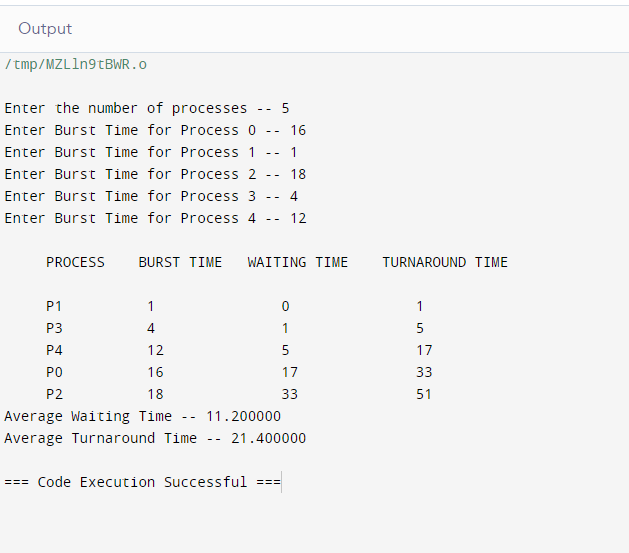 Output
/tmp/MZLln9tBWR.o
Enter the number of processes -- 5
Enter Burst Time for Process 0 -- 16
Enter Burst Time for Process 1 -- 1
Enter Burst Time for Process 2 -- 18
Enter Burst Time for Process 3 -- 4
Enter Burst Time for Process 4 -- 12
PROCESS BURST TIME WAITING TIME TURNAROUND TIME
P1 1 0 1
P3 4 1 5
P4 12 5 17
P0 16 17 33
P2 18 33 51
Average Waiting Time -- 11.200000
Average Turnaround Time -- 21.400000
=== Code Execution Successful ===